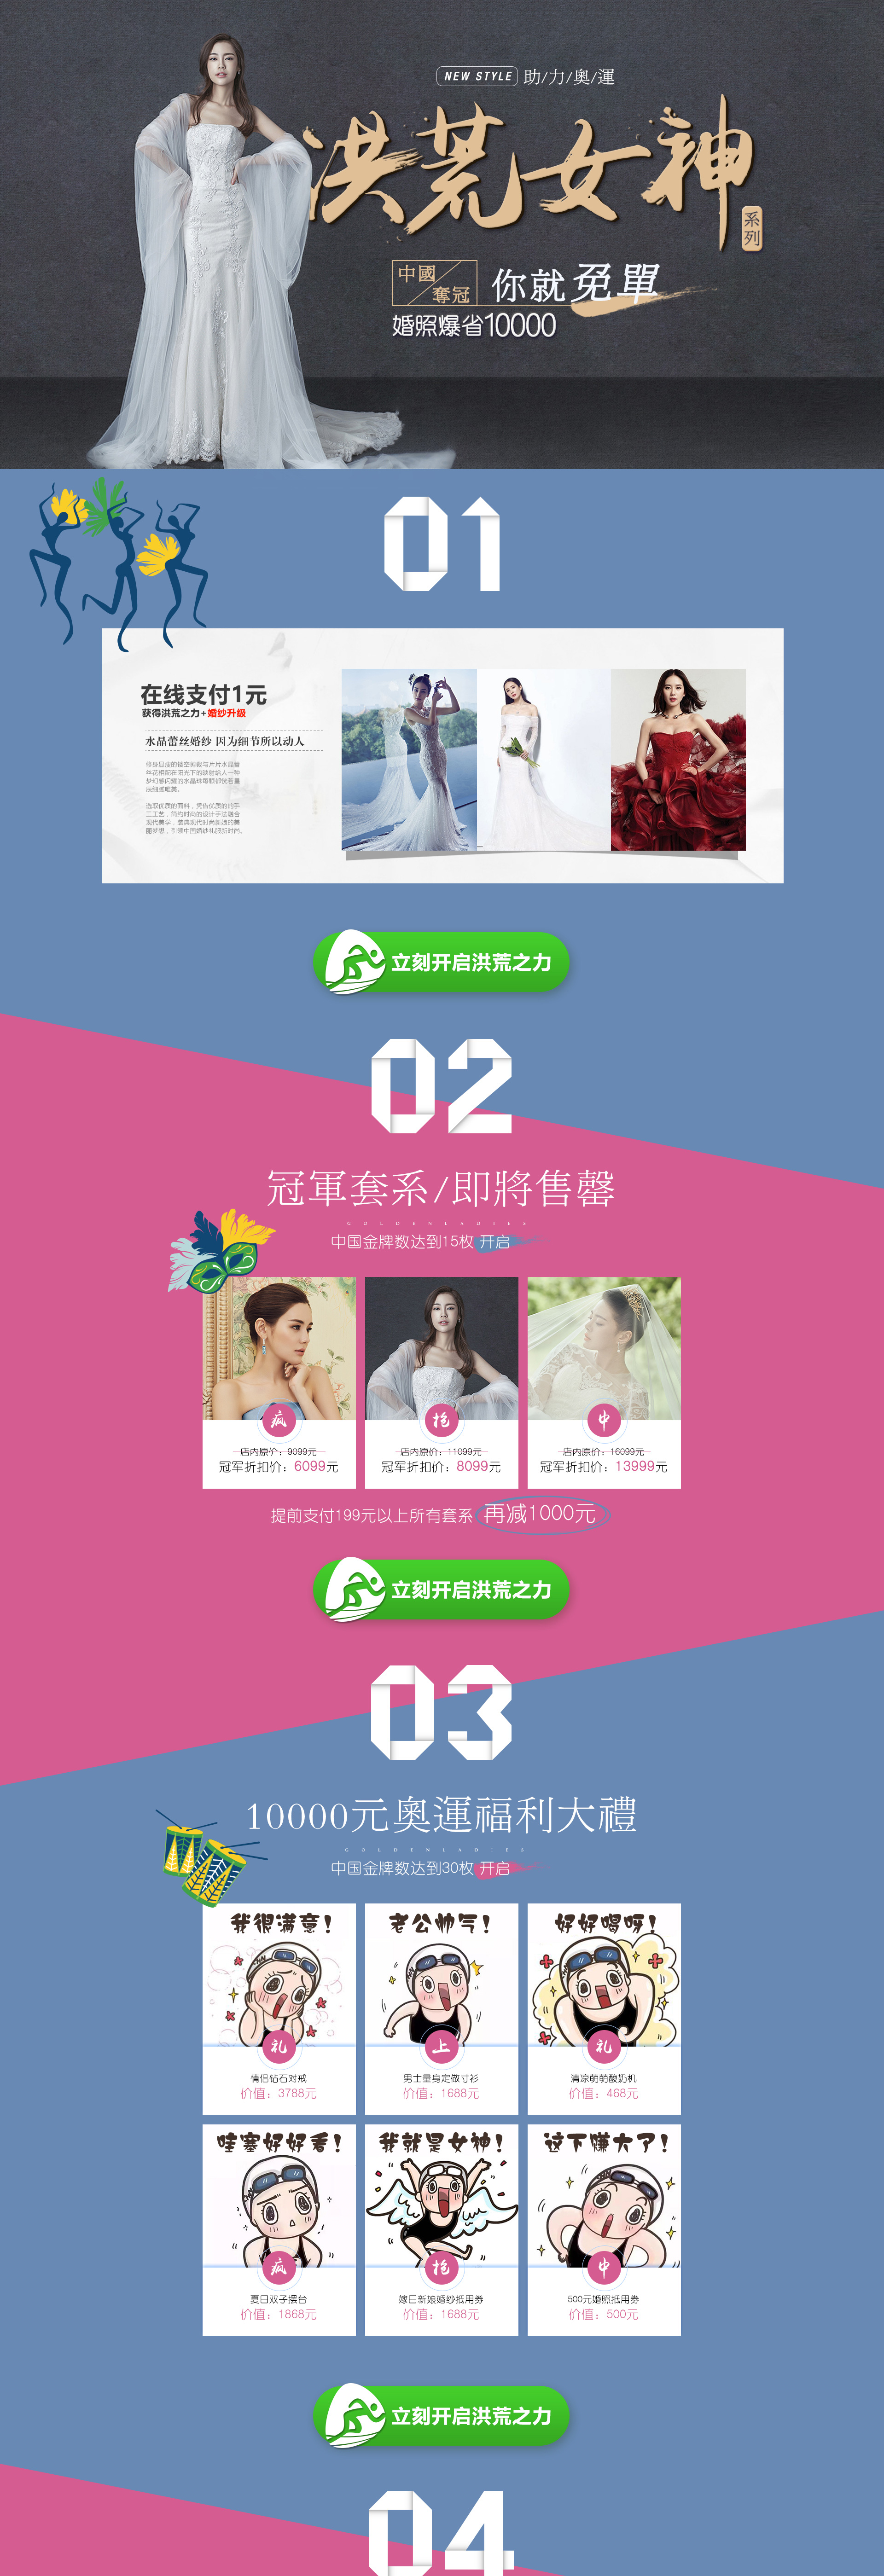 NEW STYLE 助/力/奧/運
洪荒女神
系列
中國
奪冠
你就免單
婚照爆省10000
01
在线支付1元
获得洪荒之力+婚纱升级
水晶蕾丝婚纱 因为细节所以动人
立刻开启洪荒之力
02
冠軍套系/即將售罄
GOLDENLADIES
中国金牌数达到15枚 开启
疯
店内原价：9099元
冠军折扣价：6099元
抢
店内原价：11099元
冠军折扣价：8099元
中
店内原价：16099元
冠军折扣价：13999元
提前支付199元以上所有套系 再减1000元
立刻开启洪荒之力
03
10000元奧運福利大禮
GOLDENLADIES
中国金牌数达到30枚 开启
我很满意！
礼
情侣钻石对戒
价值：3788元
老公帅气！
上
男士量身定做寸衫
价值：1688元
好好喝呀！
礼
清凉萌萌酸奶机
价值：468元
哇塞好好看！
疯
夏日双子摆台
价值：1868元
我就是女神！
抢
嫁日新娘婚纱抵用券
价值：1688元
这下赚大了！
中
500元婚照抵用券
价值：500元
立刻开启洪荒之力
04